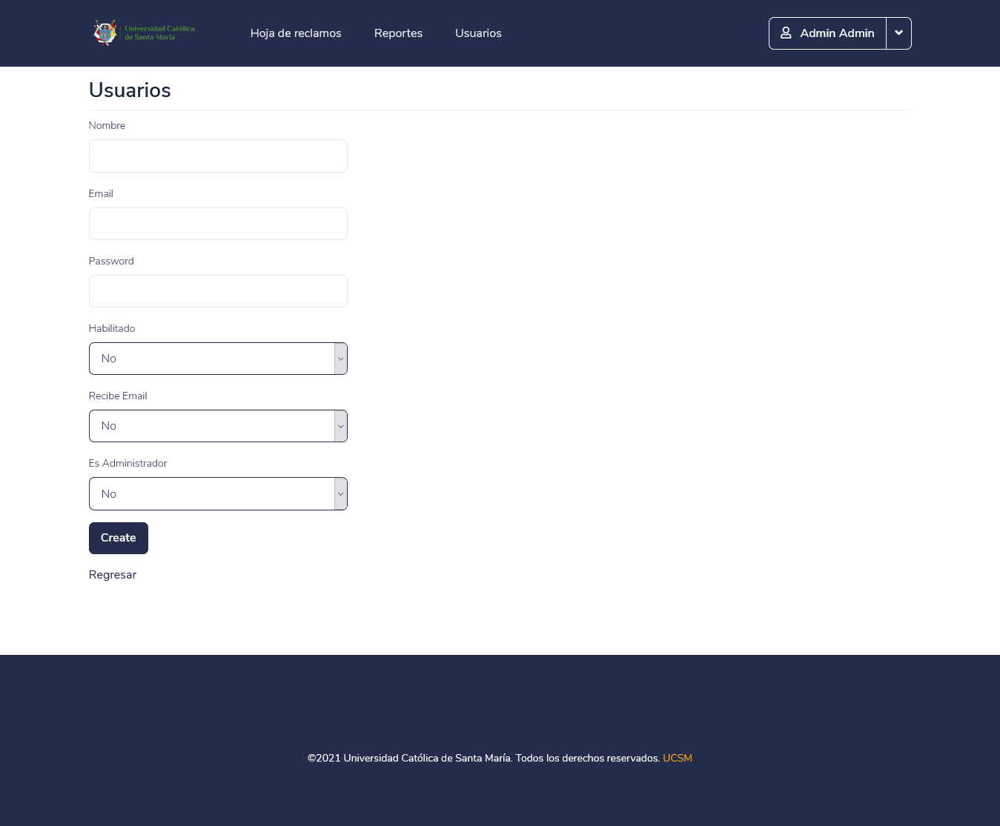 Universidad Católica
de Santa María
Hoja de reclamos
Reportes
Usuarios
Admin Admin
Usuarios
Nombre
Email
Password
Habilitado
No
Recibe Email
No
Es Administrador
No
Create
Regresar
©2021 Universidad Católica de Santa María. Todos los derechos reservados. UCSM